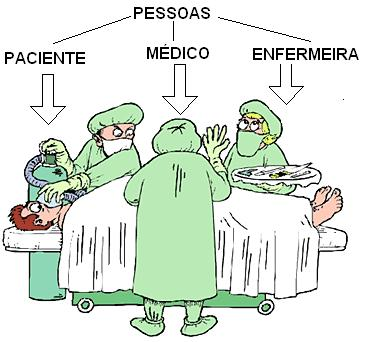 PESSOAS
PACIENTE
MÉDICO
ENFERMEIRA